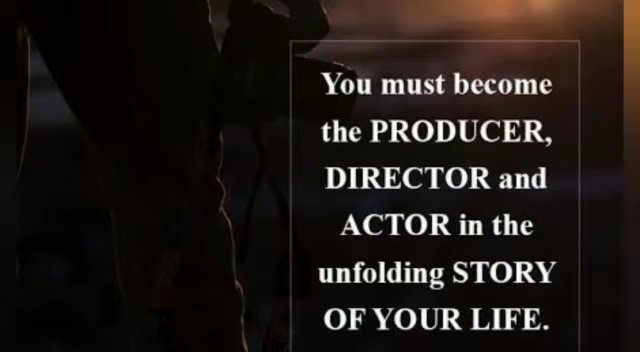 You must become
the PRODUCER,
DIRECTOR and
ACTOR in the
unfolding STORY
OF YOUR LIFE.